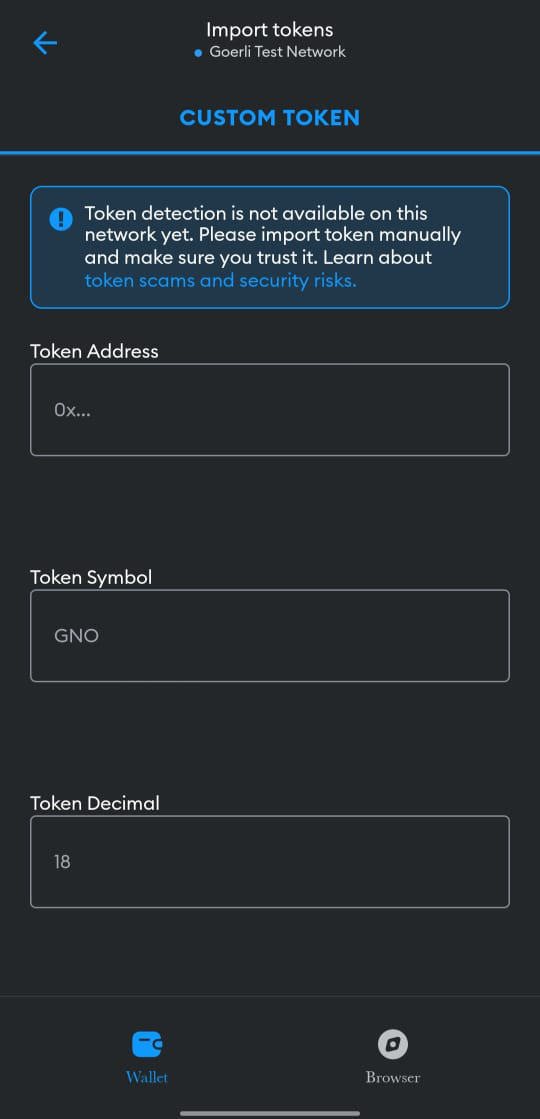 Import tokens
Goerli Test Network
CUSTOM TOKEN
Token detection is not available on this
network yet. Please import token manually
and make sure you trust it. Learn about
token scams and security risks.
Token Address
0x...
Token Symbol
GNO
Token Decimal
18
Wallet
Browser